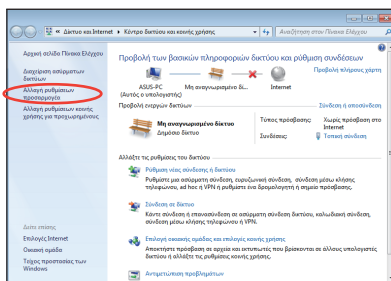 « Δίκτυο και Internet ▸ Κέντρο δικτύου και κοινής χρήσης
Αναζήτηση στον Πίνακα Ελέγχου
Αρχική σελίδα Πίνακα Ελέγχου
Διαχείριση ασύρματων
δικτύων
Αλλαγή ρυθμίσεων
προσαρμογέα
Αλλαγή ρυθμίσεων κοινής
χρήσης για προχωρημένους
Δείτε επίσης
Επιλογές Internet
Οικιακή ομάδα
Τείχος προστασίας των
Windows
Προβολή των βασικών πληροφοριών δικτύου και ρύθμιση συνδέσεων
Προβολή πλήρους χάρτη
ASUS-PC
(Αυτός ο υπολογιστής)
Μη αναγνωρισμένο δί...
Internet
Προβολή ενεργών δικτύων
Σύνδεση ή αποσύνδεση
Μη αναγνωρισμένο δίκτυο
Δημόσιο δίκτυο
Τύπος πρόσβασης: Χωρίς πρόσβαση στο
Internet
Συνδέσεις: Τοπική σύνδεση
Αλλάξτε τις ρυθμίσεις του δικτύου
Ρύθμιση νέας σύνδεσης ή δικτύου
Ρυθμίστε μια ασύρματη σύνδεση, ευρυζωνική σύνδεση, σύνδεση μέσω κλήσης
τηλεφώνου, ad hoc ή VPN ή ρυθμίστε ένα δρομολογητή ή σημείο πρόσβασης.
Σύνδεση σε δίκτυο
Κάντε σύνδεση ή επανασύνδεση σε ασύρματη σύνδεση δικτύου, καλωδιακή σύνδεση,
σύνδεση μέσω κλήσης τηλεφώνου ή VPN.
Επιλογή οικιακής ομάδας και επιλογές κοινής χρήσης
Αποκτήστε πρόσβαση σε αρχεία και εκτυπωτές που βρίσκονται σε άλλους υπολογιστές
δικτύου ή αλλάξτε τις ρυθμίσεις κοινής χρήσης.
Αντιμετώπιση προβλημάτων